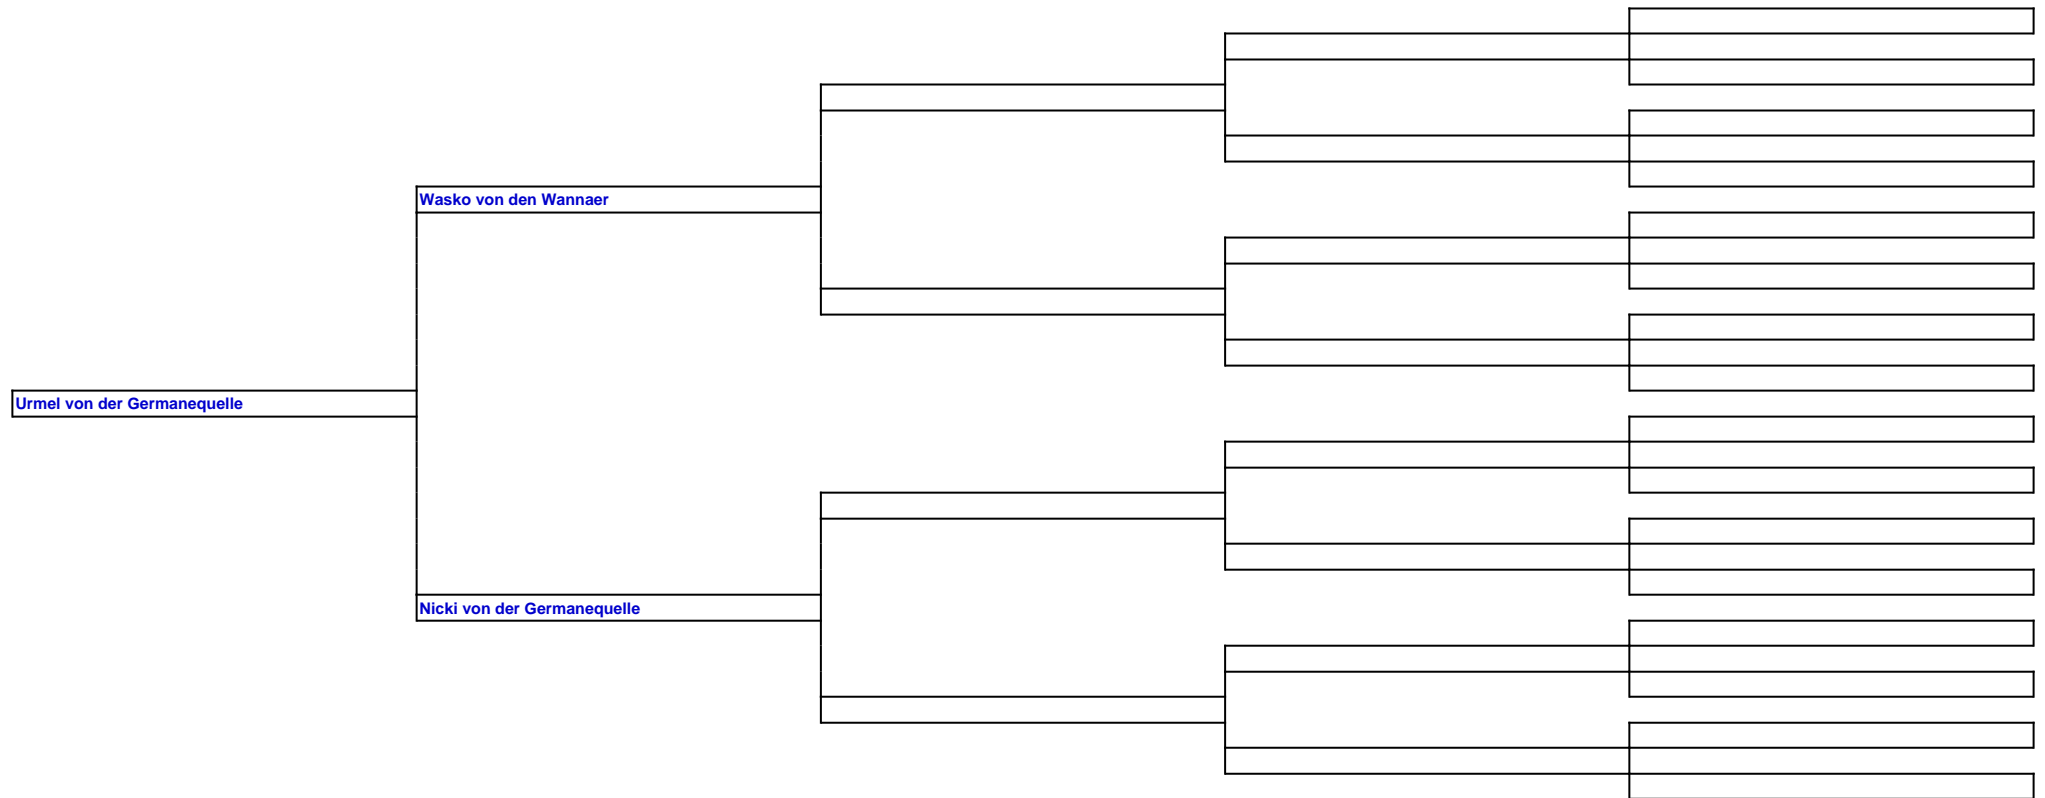 Wasko von den Wannaer
Urmel von der Germanequelle
Nicki von der Germanequelle